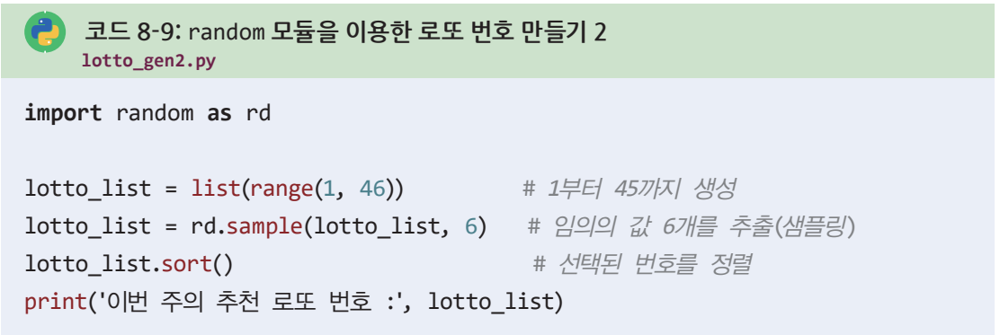 코드 8-9: random 모듈을 이용한 로또 번호 만들기 2
lotto_gen2.py
import random as rd
lotto_list = list(range(1, 46)) # 1부터 45까지 생성
lotto_list = rd.sample(lotto_list, 6) # 임의의 값 6개를 추출(샘플링)
lotto_list.sort() # 선택된 번호를 정렬
print('이번 주의 추천 로또 번호 :', lotto_list)